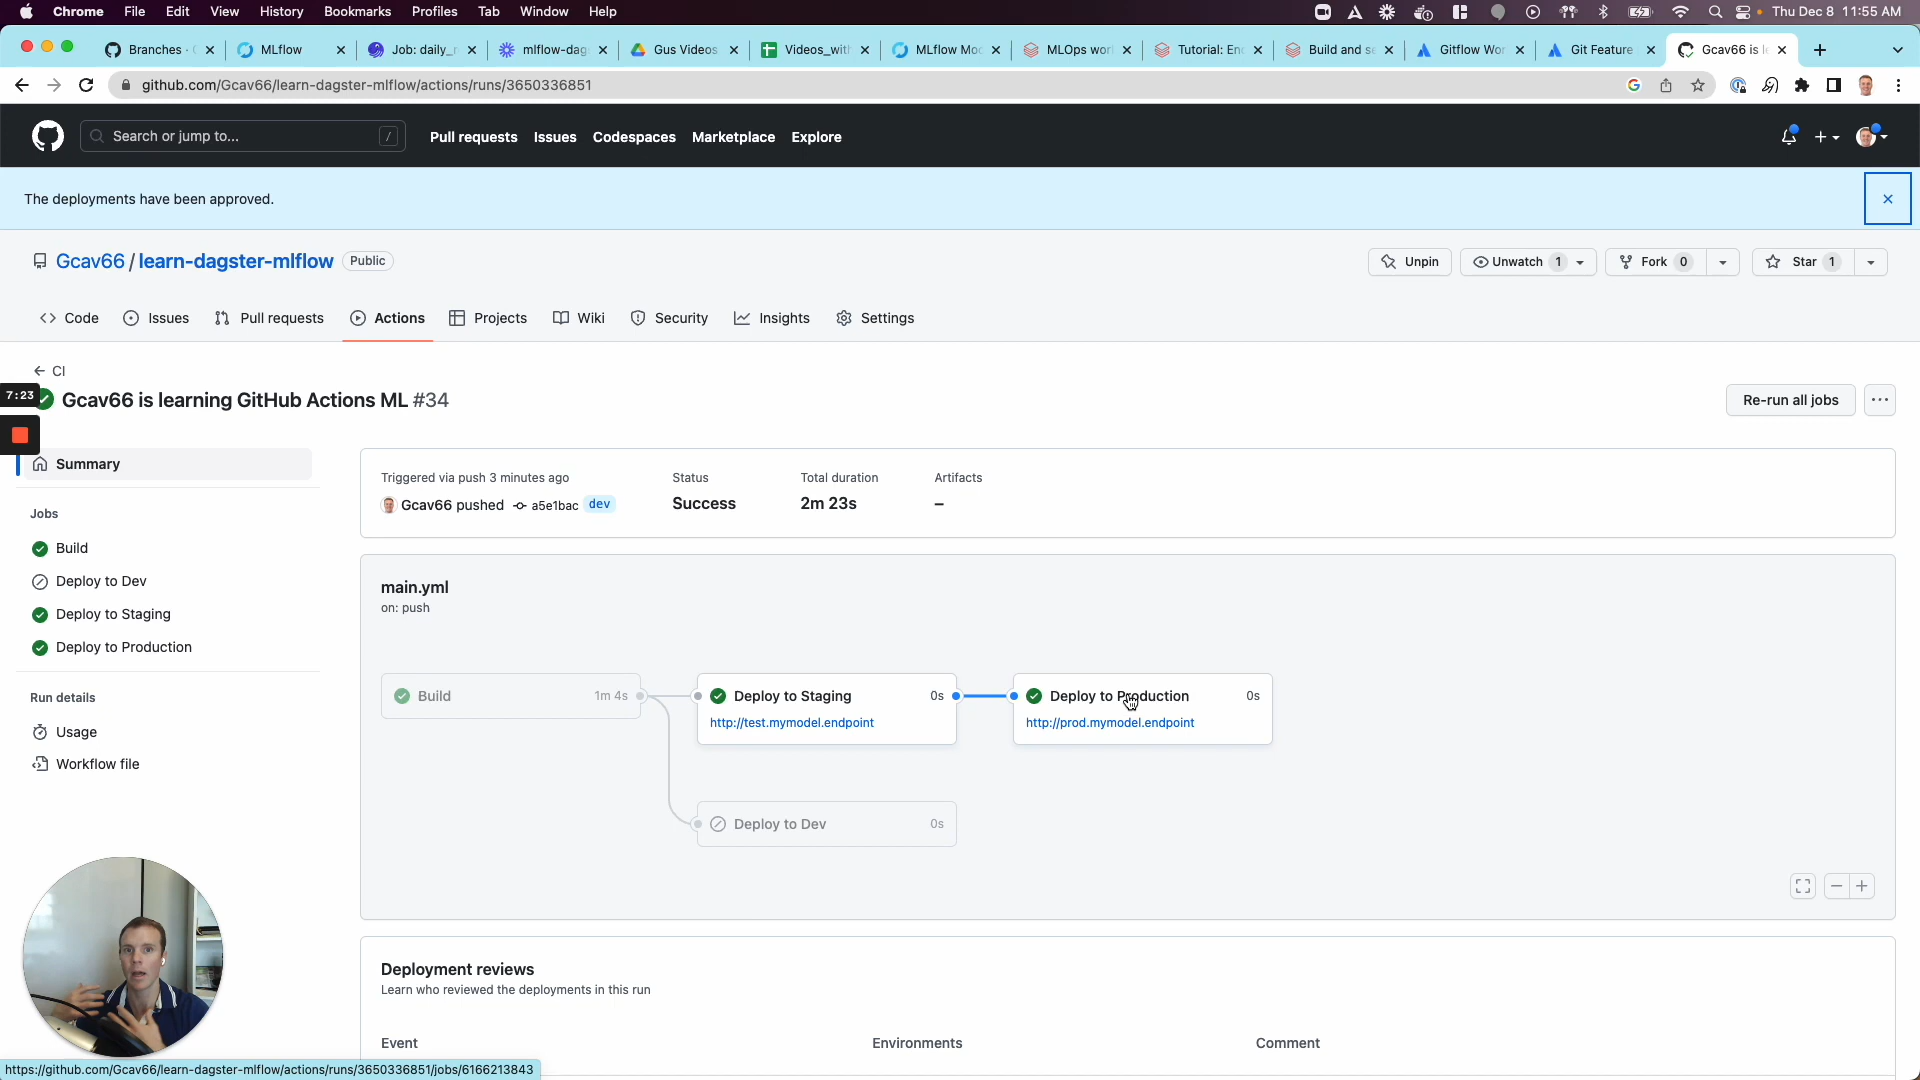 Chrome File Edit View History Bookmarks Profiles Tab Window Help Thu Dec 8 11:55 AM
Branches · MLflow Job: daily_ mlflow-dag Gus Videos Videos_with MLflow Mo MLOps wor Tutorial: En Build and se Gitflow Wor Git Feature Gcav66 is le
github.com/Gcav66/learn-dagster-mlflow/actions/runs/3650336851
Search or jump to... / Pull requests Issues Codespaces Marketplace Explore
The deployments have been approved.
Gcav66 / learn-dagster-mlflow Public Unpin Unwatch 1 Fork 0 Star 1
Code Issues Pull requests Actions Projects Wiki Security Insights Settings
CI
7:23
Gcav66 is learning GitHub Actions ML #34
Re-run all jobs
Summary
Jobs
Build
Deploy to Dev
Deploy to Staging
Deploy to Production
Run details
Usage
Workflow file
Triggered via push 3 minutes ago
Gcav66 pushed a5e1bac dev
Status
Success
Total duration
2m 23s
Artifacts
–
main.yml
on: push
Build 1m 4s
Deploy to Staging 0s
http://test.mymodel.endpoint
Deploy to Production 0s
http://prod.mymodel.endpoint
Deploy to Dev 0s
Deployment reviews
Learn who reviewed the deployments in this run
Event Environments Comment
https://github.com/Gcav66/learn-dagster-mlflow/actions/runs/3650336851/jobs/6166213843